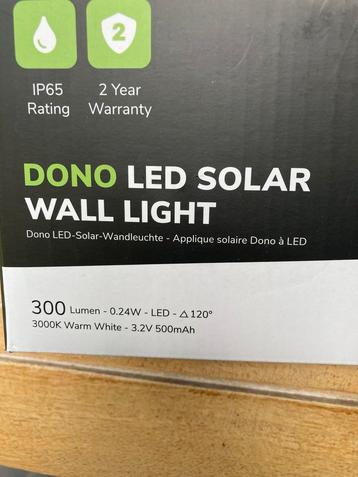 2
IP65
Rating
2 Year
Warranty
DONO LED SOLAR
WALL LIGHT
Dono LED-Solar-Wandleuchte - Applique solaire Dono à LED
300 Lumen - 0.24W - LED - △120°
3000K Warm White - 3.2V 500mAh